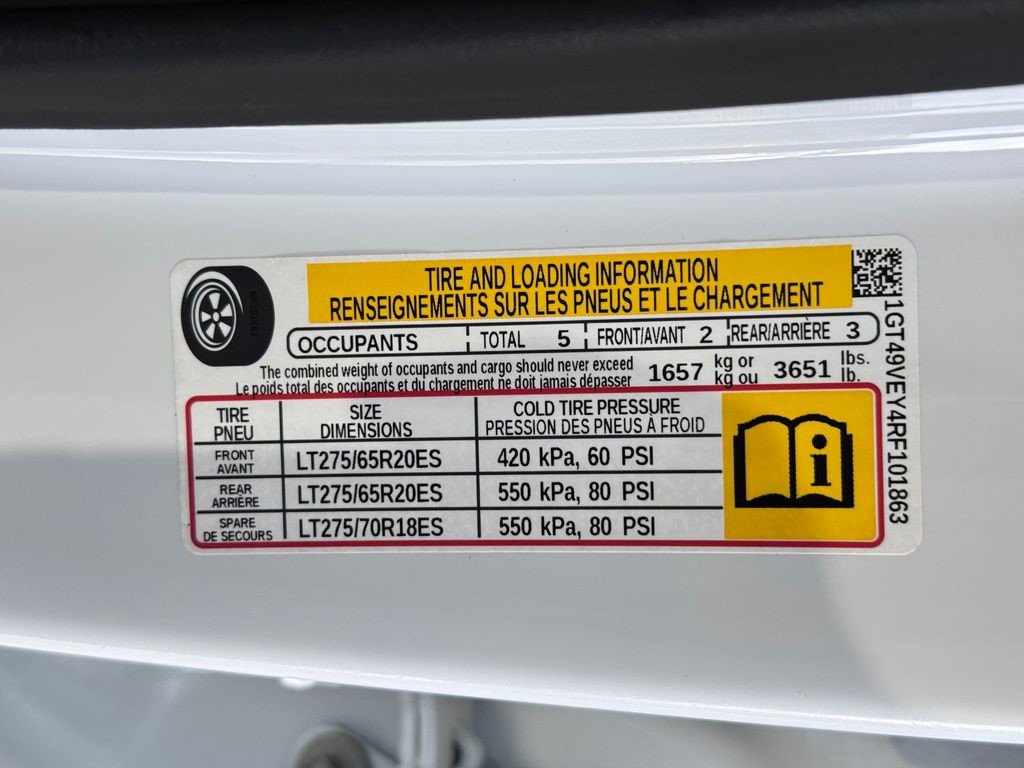 TIRE AND LOADING INFORMATION
RENSEIGNEMENTS SUR LES PNEUS ET LE CHARGEMENT
OCCUPANTS TOTAL 5 FRONT/AVANT 2 REAR/ARRIÈRE 3
The combined weight of occupants and cargo should never exceed 1657 kg or 3651 lbs.
Le poids total des occupants et du chargement ne doit jamais dépasser kg ou lb.
TIRE SIZE COLD TIRE PRESSURE
PNEU DIMENSIONS PRESSION DES PNEUS A FROID
FRONT
AVANT LT275/65R20ES 420 kPa, 60 PSI
REAR
ARRIÈRE LT275/65R20ES 550 kPa, 80 PSI
SPARE
DE SECOURS LT275/70R18ES 550 kPa, 80 PSI
1GT49VEY4RF101863